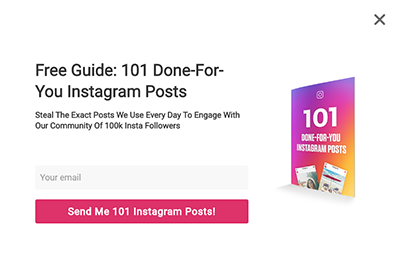 Free Guide: 101 Done-For-
You Instagram Posts
Steal The Exact Posts We Use Every Day To Engage With
Our Community Of 100k Insta Followers
Your email
Send Me 101 Instagram Posts!
101
DONE-FOR-YOU
INSTAGRAM POSTS